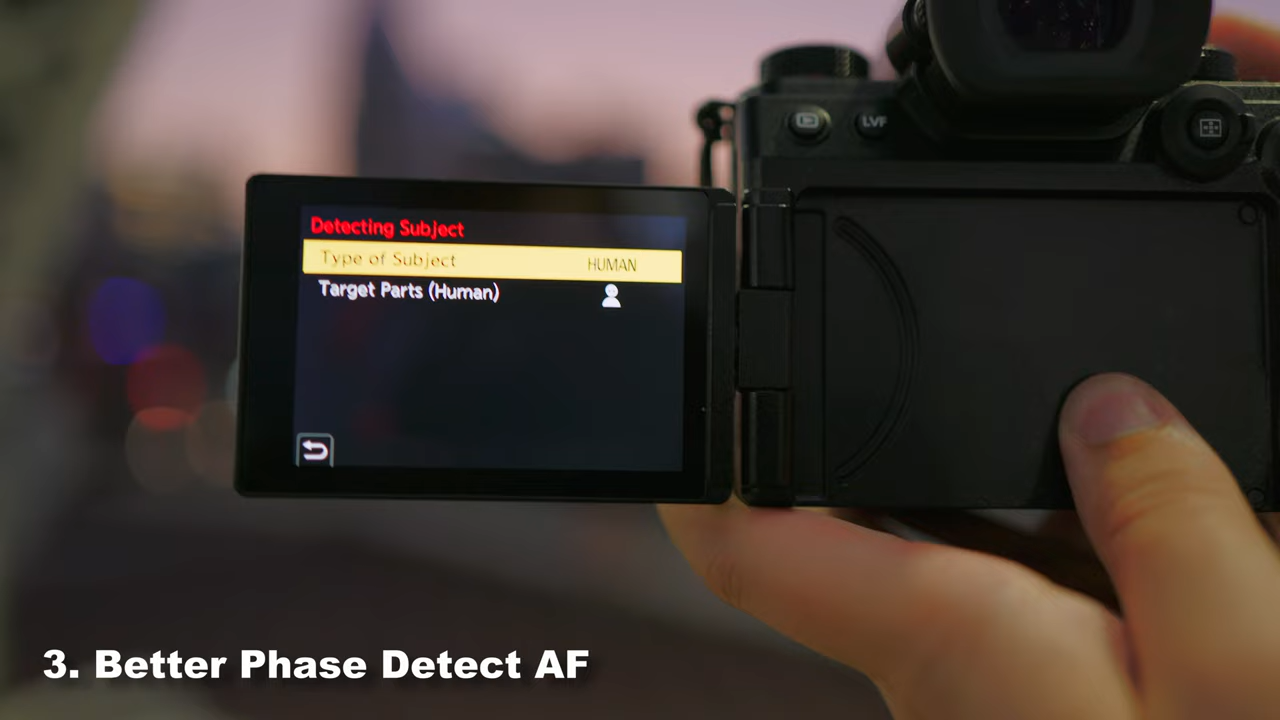 LVF
Detecting Subject
Type of Subject HUMAN
Target Parts (Human)
3. Better Phase Detect AF